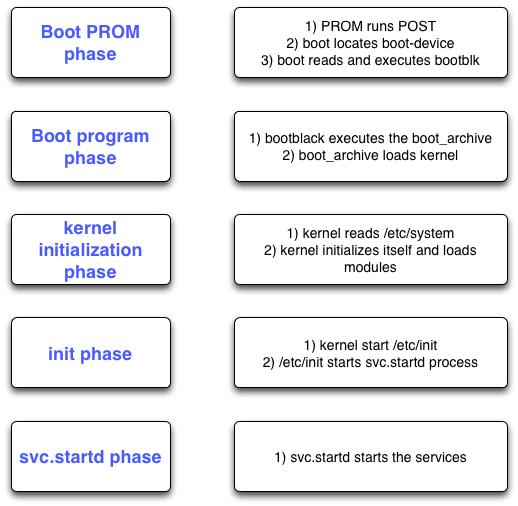 Boot PROM
phase
1) PROM runs POST
2) boot locates boot-device
3) boot reads and executes bootblk
Boot program
phase
1) bootblack executes the boot_archive
2) boot_archive loads kernel
kernel
initialization
phase
1) kernel reads /etc/system
2) kernel initializes itself and loads
modules
init phase
1) kernel start /etc/init
2) /etc/init starts svc.startd process
svc.startd phase
1) svc.startd starts the services